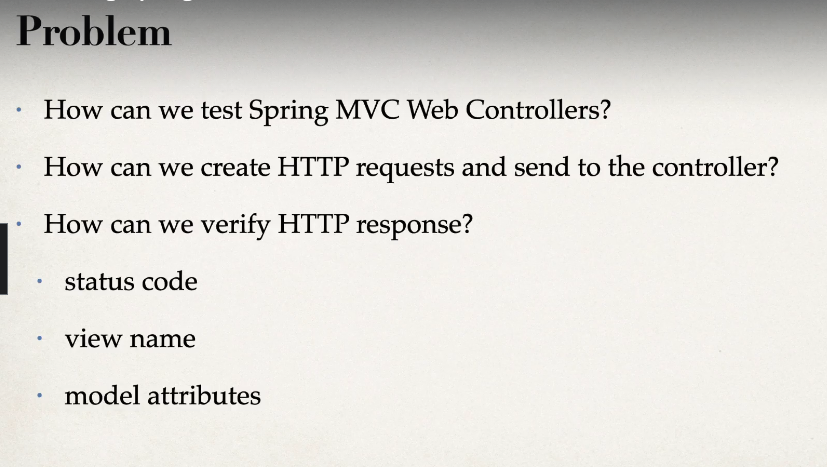 Problem
• How can we test Spring MVC Web Controllers?
• How can we create HTTP requests and send to the controller?
• How can we verify HTTP response?
• status code
• view name
• model attributes